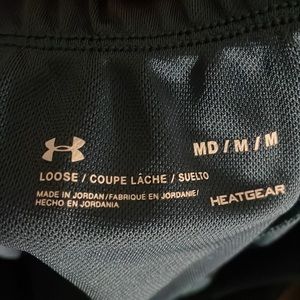 MD / M / M
LOOSE / COUPE LÂCHE / SUELTO
MADE IN JORDAN/FABRIQUÉ EN JORDANIE/
HECHO EN JORDANIA
HEATGEAR